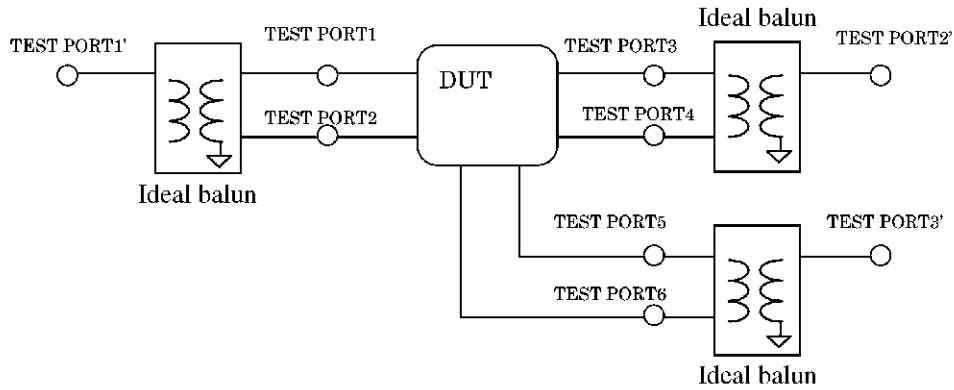 Ideal balun
TEST PORT1'
TEST PORT1
TEST PORT3
TEST PORT2'
DUT
TEST PORT2
TEST PORT4
Ideal balun
TEST PORT5
TEST PORT3'
TEST PORT6
Ideal balun